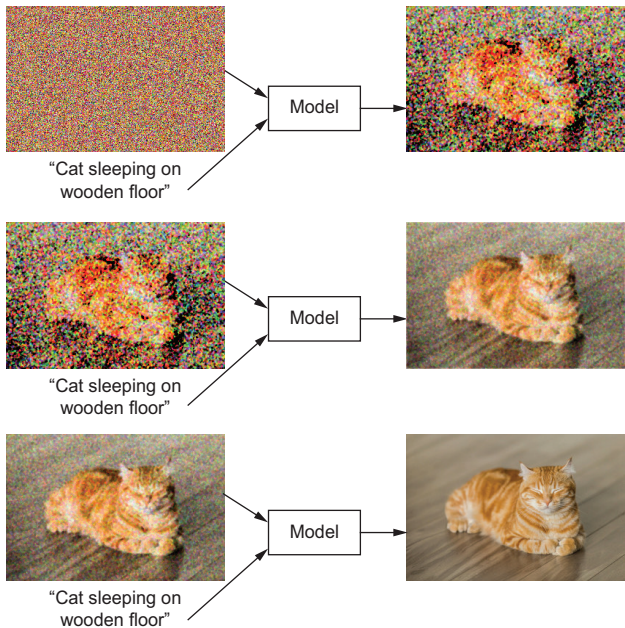 Model
“Cat sleeping on
wooden floor”
Model
“Cat sleeping on
wooden floor”
Model
“Cat sleeping on
wooden floor”